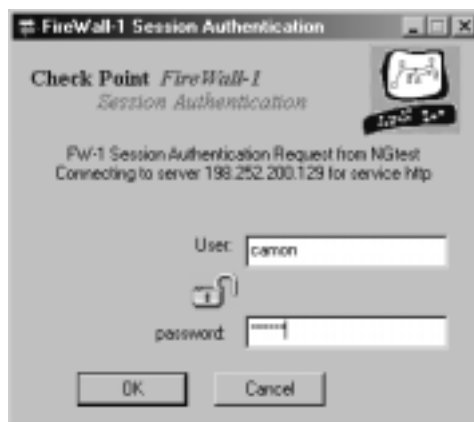 FireWall-1 Session Authentication
Check Point FireWall-1
Session Authentication
FW-1 Session Authentication Request from NGtest
Connecting to server 198.252.200.129 for service http
User:
camon
password:
OK
Cancel